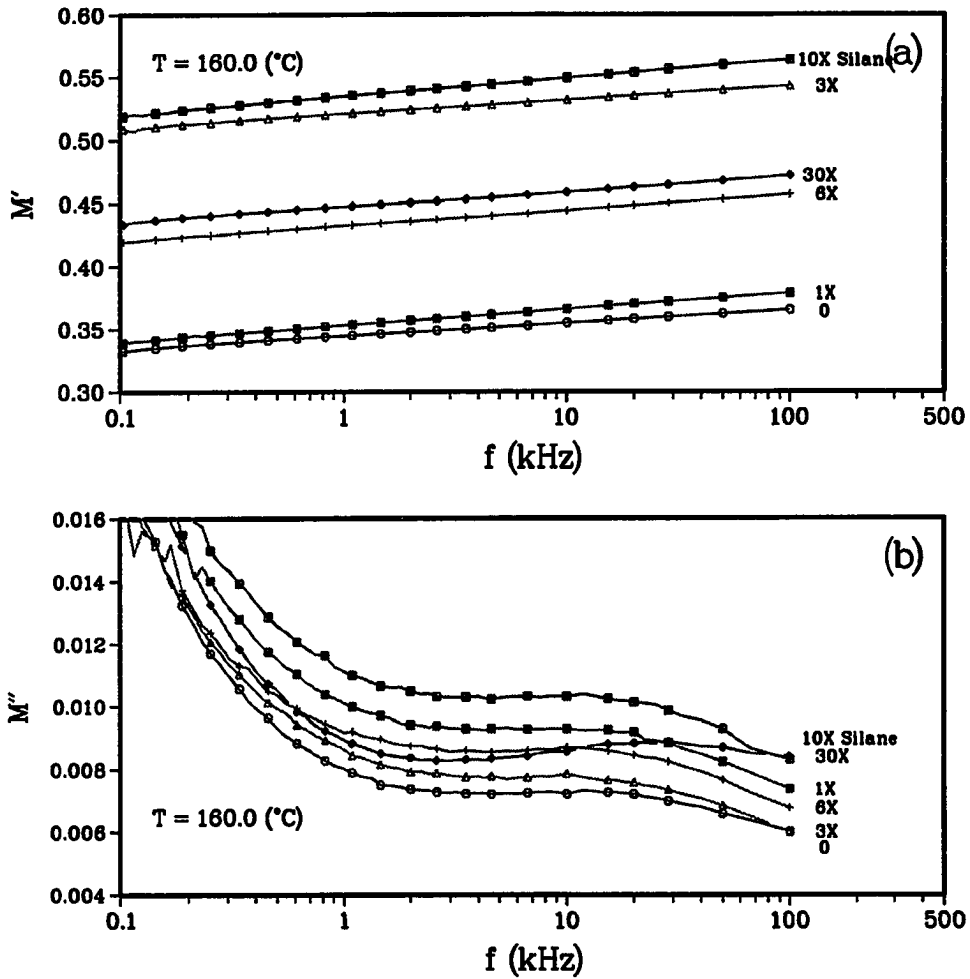 0.60
T = 160.0 (°C)
(a)
10X Silane
0.55
3X
0.50
M′
30X
0.45
6X
0.40
1X
0.35
0
0.30
0.1
1
10
100
500
f (kHz)
0.016
(b)
0.014
0.012
M″
0.010
10X Silane
30X
0.008
1X
6X
T = 160.0 (°C)
0.006
3X
0
0.004
0.1
1
10
100
500
f (kHz)